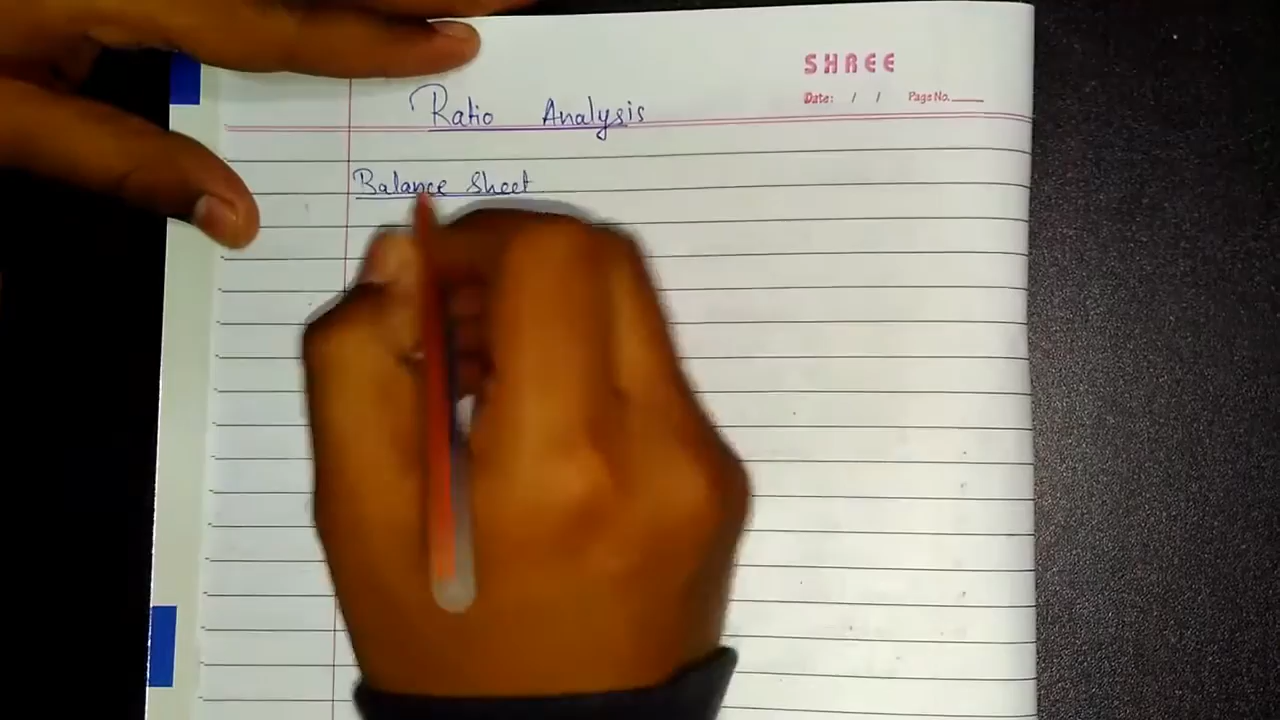 SHREE
Date: / / Page No.
Ratio Analysis
Balance Sheet